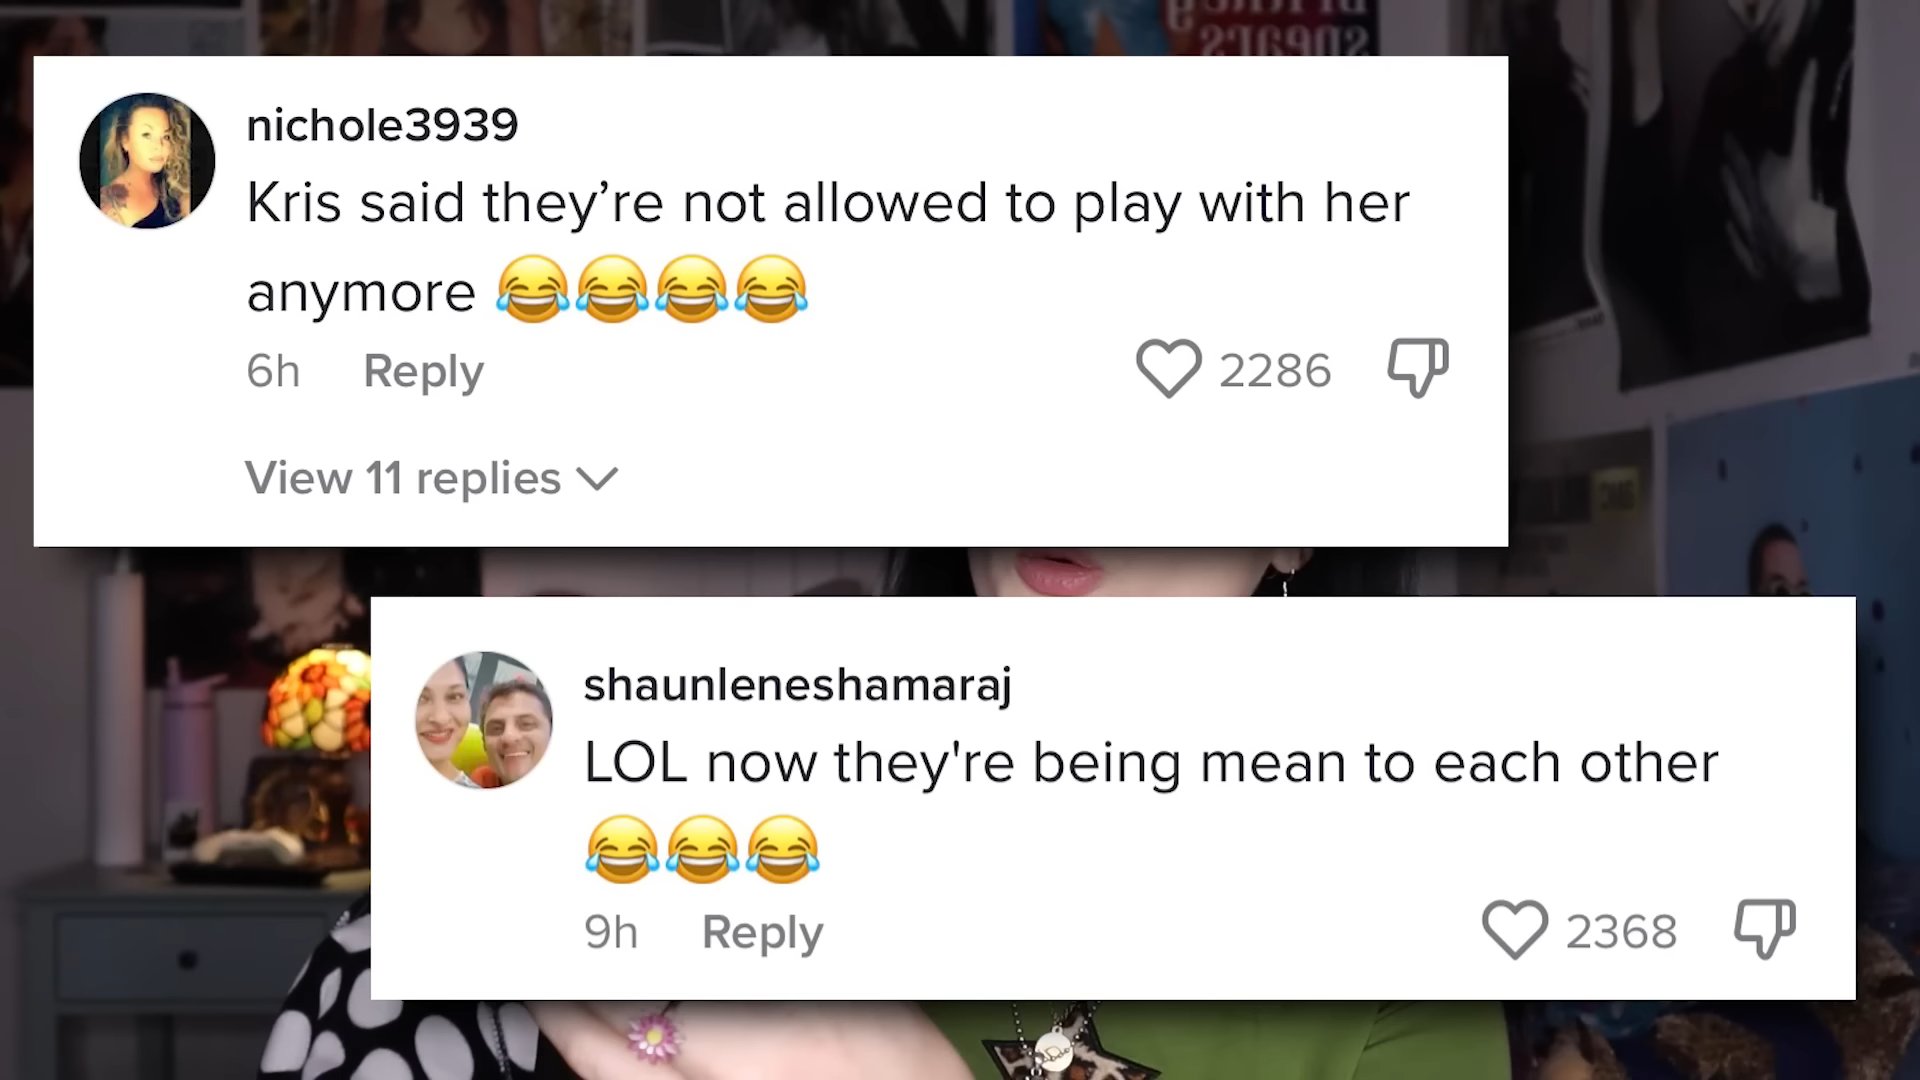 nichole3939
Kris said they’re not allowed to play with her
anymore 😂😂😂😂
6h Reply 2286
View 11 replies
shaunleneshamaraj
LOL now they're being mean to each other
😂😂😂
9h Reply 2368